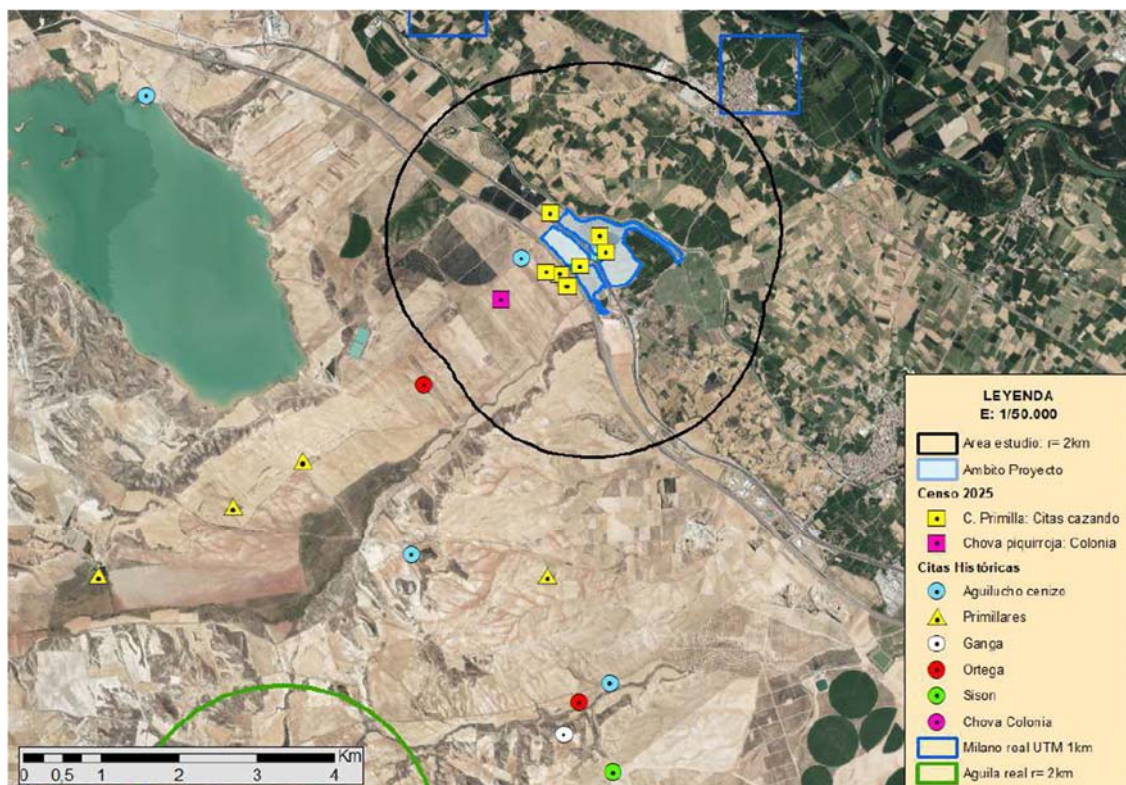 LEYENDA
E: 1/50.000
Area estudio: r= 2km
Ambito Proyecto
Censo 2025
C. Primilla: Citas cazando
Chova piquirroja: Colonia
Citas Históricas
Aguilucho cenizo
Primillares
Ganga
Ortega
Sison
Chova Colonia
Milano real UTM 1km
Aguila real r= 2km
Km
0 0,5 1 2 3 4